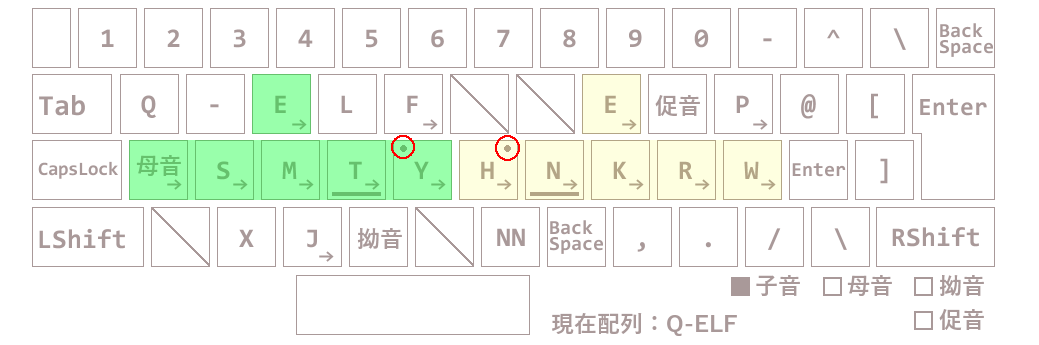 1 2 3 4 5 6 7 8 9 0 - ^ \ Back Space
Tab Q - E L F E 促音 P @ [ Enter
CapsLock 母音 S M T Y H N K R W Enter ]
LShift X J 拗音 NN Back Space , . / \ RShift
子音 母音 拗音
現在配列：Q-ELF 促音